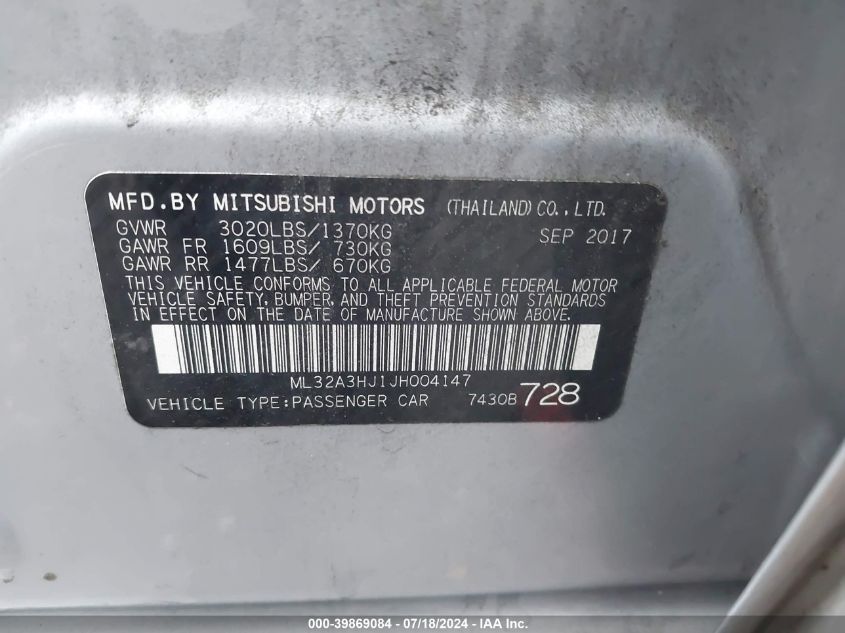 MFD.BY MITSUBISHI MOTORS (THAILAND) CO.,LTD.
GVWR 3020LBS/1370KG SEP 2017
GAWR FR 1609LBS/ 730KG
GAWR RR 1477LBS/ 670KG
THIS VEHICLE CONFORMS TO ALL APPLICABLE FEDERAL MOTOR
VEHICLE SAFETY, BUMPER, AND THEFT PREVENTION STANDARDS
IN EFFECT ON THE DATE OF MANUFACTURE SHOWN ABOVE.
ML32A3HJ1JH004147
VEHICLE TYPE:PASSENGER CAR 7430B 728
000-39869084 / 07/18/2024 - IAA Inc.